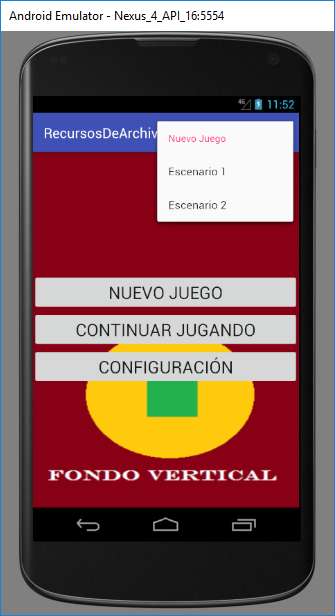 Android Emulator - Nexus_4_API_16:5554
4G 11:52
RecursosDeArchiv
Nuevo Juego
Escenario 1
Escenario 2
NUEVO JUEGO
CONTINUAR JUGANDO
CONFIGURACIÓN
FONDO VERTICAL